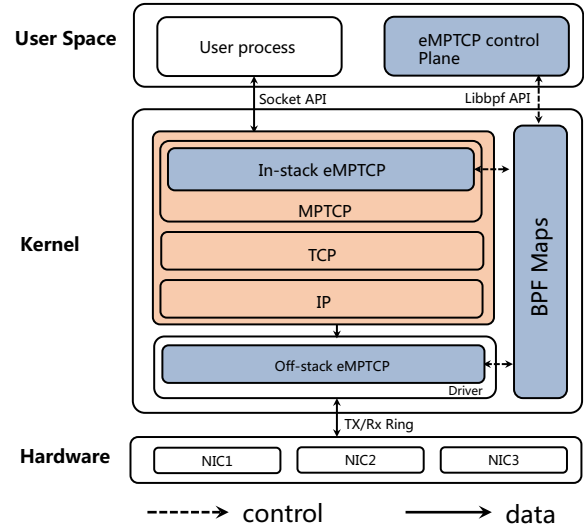 User Space
User process
eMPTCP control
Plane
Socket API
Libbpf API
In-stack eMPTCP
MPTCP
Kernel
TCP
BPF Maps
IP
Off-stack eMPTCP
Driver
TX/Rx Ring
Hardware
NIC1
NIC2
NIC3
control
data